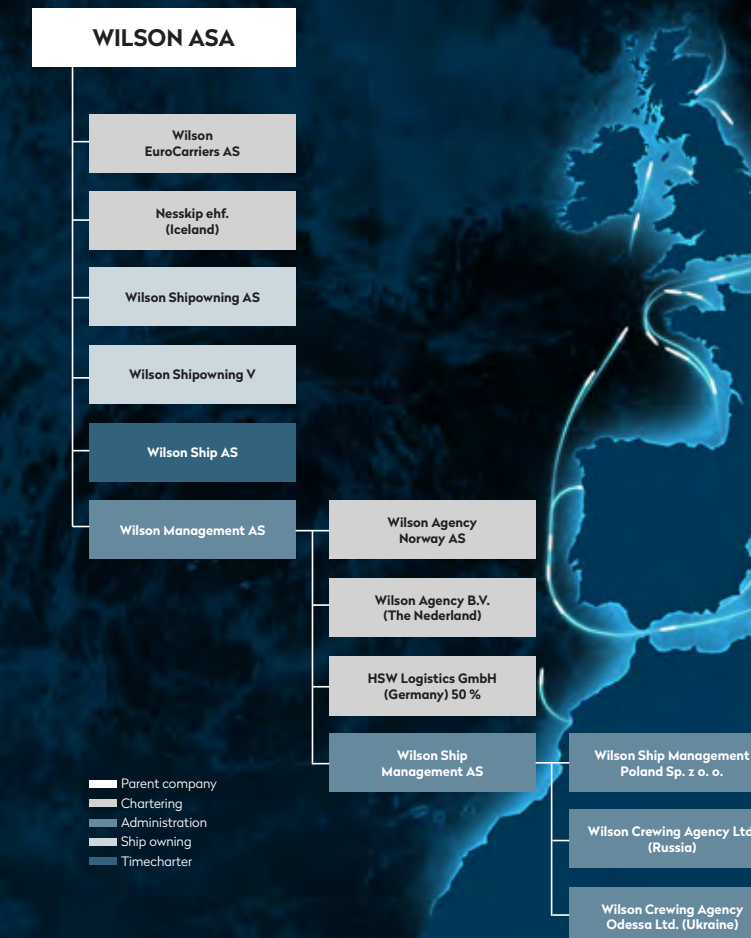 WILSON ASA
Wilson
EuroCarriers AS
Nesskip ehf.
(Iceland)
Wilson Shipowning AS
Wilson Shipowning V
Wilson Ship AS
Wilson Management AS
Wilson Agency
Norway AS
Wilson Agency B.V.
(The Nederland)
HSW Logistics GmbH
(Germany) 50 %
Wilson Ship
Management AS
Wilson Ship Management
Poland Sp. z o. o.
Wilson Crewing Agency Ltd
(Russia)
Wilson Crewing Agency
Odessa Ltd. (Ukraine)
Parent company
Chartering
Administration
Ship owning
Timecharter